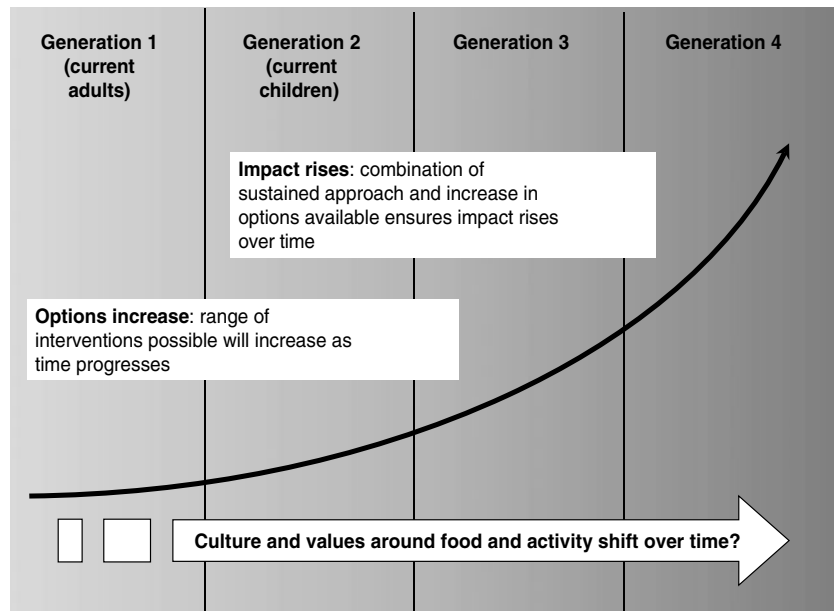 Generation 1
(current
adults)
Generation 2
(current
children)
Generation 3
Generation 4
Impact rises: combination of
sustained approach and increase in
options available ensures impact rises
over time
Options increase: range of
interventions possible will increase as
time progresses
Culture and values around food and activity shift over time?